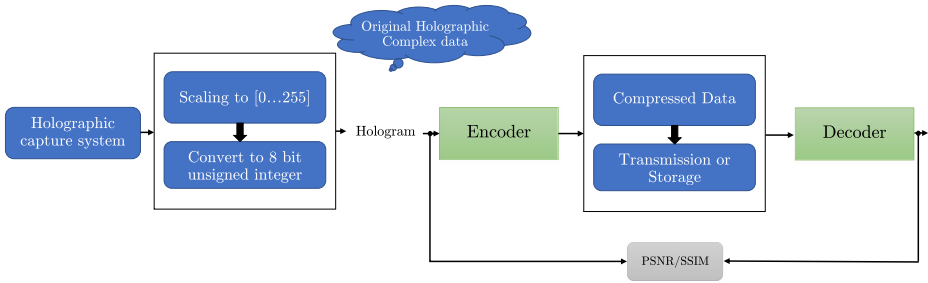 Original Holographic
Complex data
Holographic
capture system
Scaling to [0...255]
Convert to 8 bit
unsigned integer
Hologram
Encoder
Compressed Data
Transmission or
Storage
Decoder
PSNR/SSIM